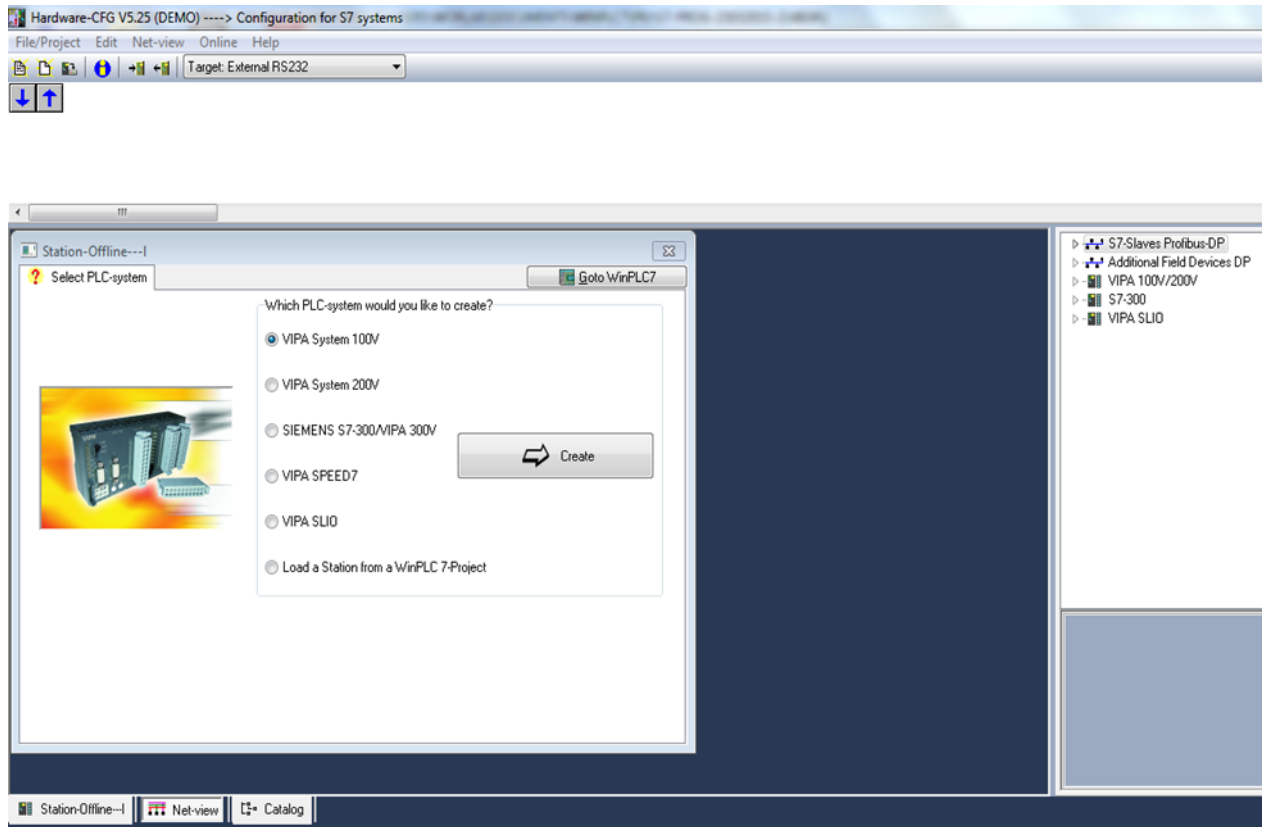 Hardware-CFG V5.25 (DEMO) ----> Configuration for S7 systems
File/Project Edit Net-view Online Help
Target: External RS232
Station-Offline---I
Select PLC-system
Goto WinPLC7
Which PLC-system would you like to create?
VIPA System 100V
VIPA System 200V
SIEMENS S7-300/VIPA 300V
Create
VIPA SPEED7
VIPA SLIO
Load a Station from a WinPLC 7-Project
S7-Slaves Profibus-DP
Additional Field Devices DP
VIPA 100V/200V
S7-300
VIPA SLIO
Station-Offline---I Net-view Catalog